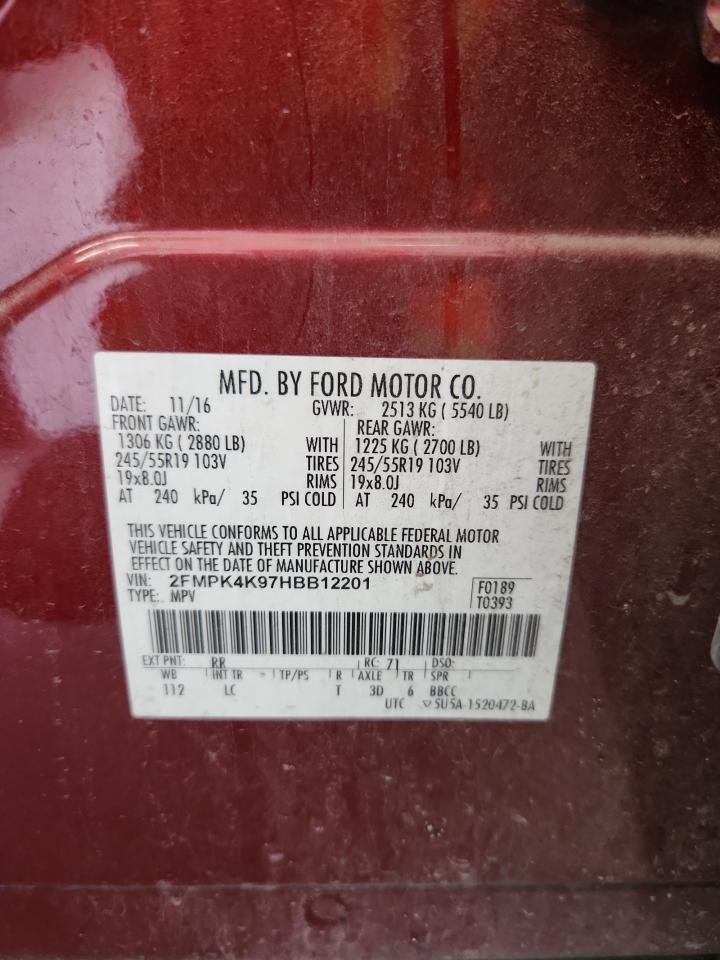 MFD. BY FORD MOTOR CO.
DATE: 11/16 GVWR: 2513 KG ( 5540 LB)
FRONT GAWR: REAR GAWR:
1306 KG ( 2880 LB) WITH 1225 KG ( 2700 LB) WITH
245/55R19 103V TIRES 245/55R19 103V TIRES
19x8.0J RIMS 19x8.0J RIMS
AT 240 kPa/ 35 PSI COLD AT 240 kPa/ 35 PSI COLD
THIS VEHICLE CONFORMS TO ALL APPLICABLE FEDERAL MOTOR
VEHICLE SAFETY AND THEFT PREVENTION STANDARDS IN
EFFECT ON THE DATE OF MANUFACTURE SHOWN ABOVE.
VIN: 2FMPK4K97HBB12201 F0189
TYPE: MPV T0393
EXT PNT: RR RC: 71 DSO:
WB INT TR TP/PS R AXLE TR SPR
112 LC T 3D 6 BBCC
UTC 5U5A-1520472-BA